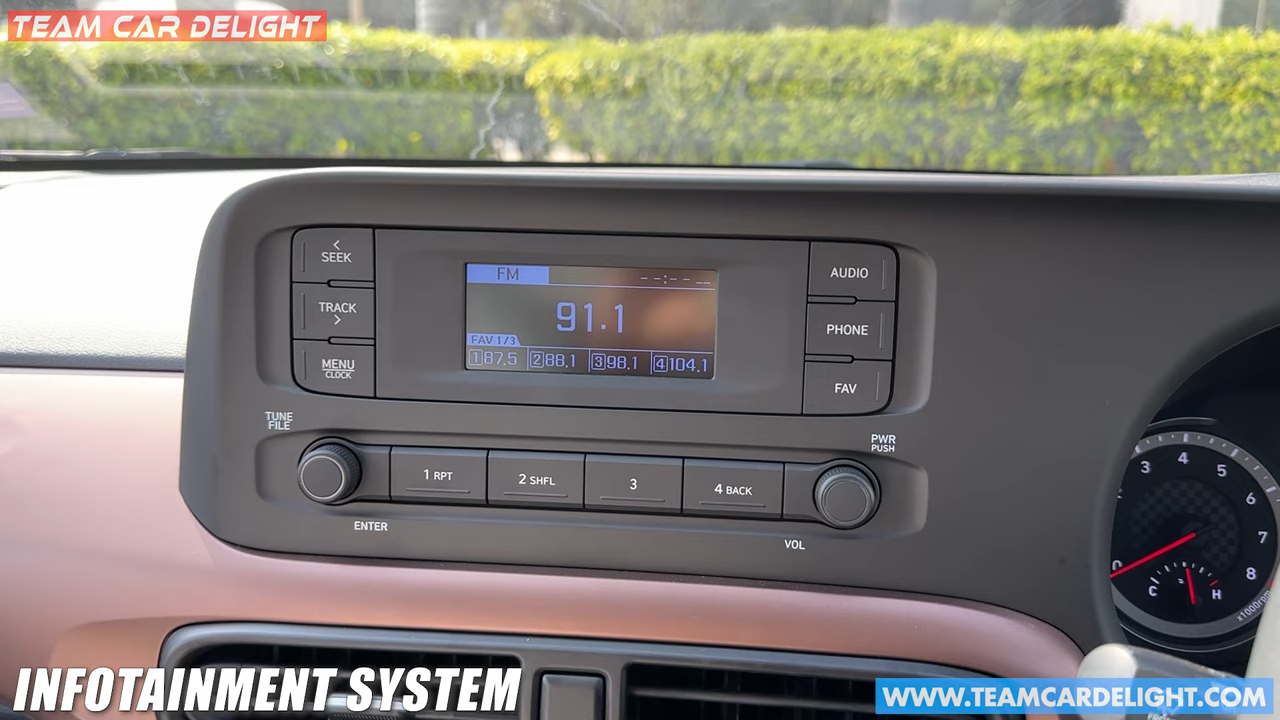 TEAM CAR DELIGHT
<
SEEK
TRACK
>
MENU
CLOCK
FM
--:-- --
91.1
FAV 1/3
1 87.5 2 88.1 3 98.1 4 104.1
AUDIO
PHONE
FAV
TUNE
FILE
PWR
PUSH
1 RPT
2 SHFL
3
4 BACK
ENTER
VOL
3 4 5 6 7 8
0
C H
x1000rpm
INFOTAINMENT SYSTEM
WWW.TEAMCARDELIGHT.COM